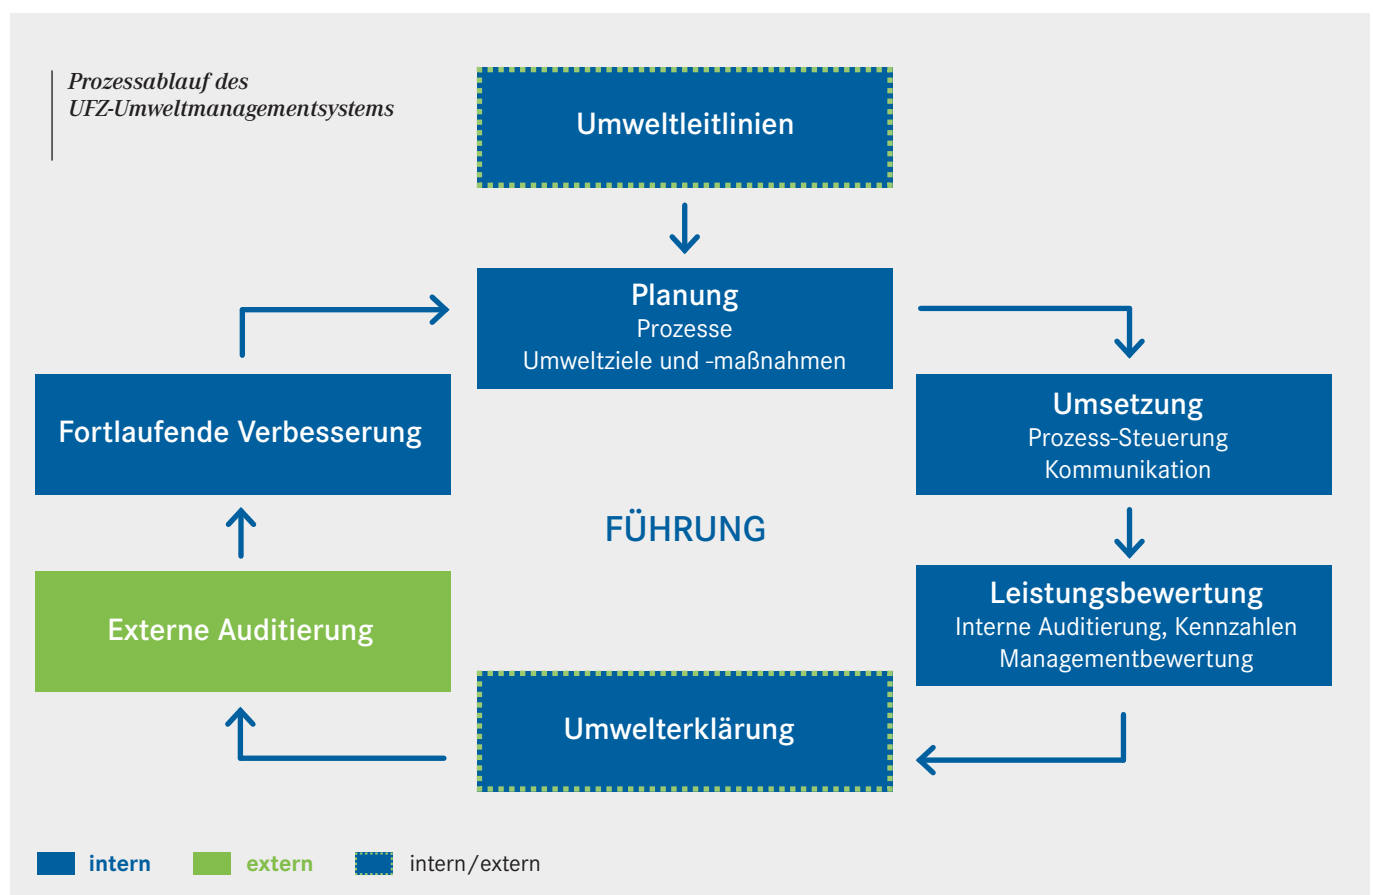 Prozessablauf des
UFZ-Umweltmanagementsystems
Umweltleitlinien
Planung
Prozesse
Umweltziele und -maßnahmen
Umsetzung
Prozess-Steuerung
Kommunikation
Fortlaufende Verbesserung
FÜHRUNG
Leistungsbewertung
Interne Auditierung, Kennzahlen
Managementbewertung
Externe Auditierung
Umwelterklärung
intern
extern
intern/extern